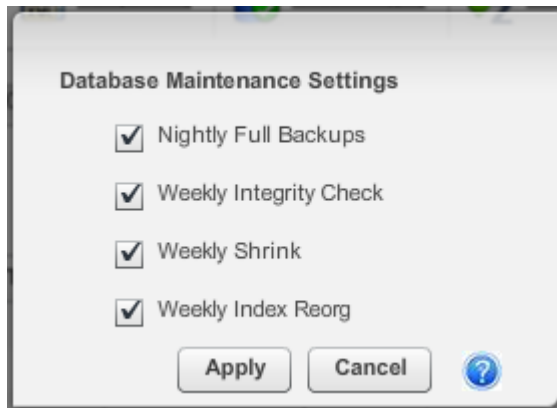 Database Maintenance Settings
Nightly Full Backups
Weekly Integrity Check
Weekly Shrink
Weekly Index Reorg
Apply
Cancel
?